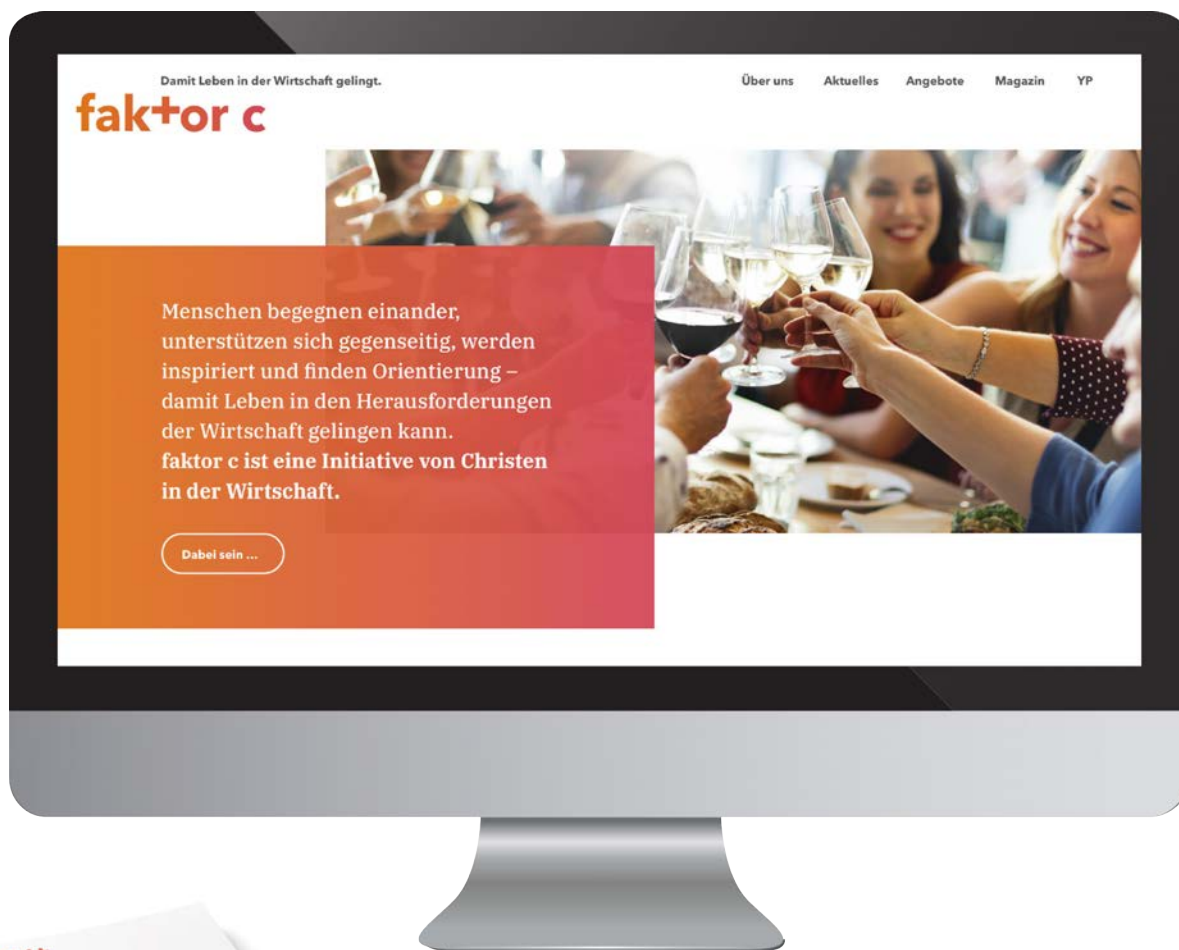 Damit Leben in der Wirtschaft gelingt.
Über uns Aktuelles Angebote Magazin YP
fak+or c
Menschen begegnen einander,
unterstützen sich gegenseitig, werden
inspiriert und finden Orientierung –
damit Leben in den Herausforderungen
der Wirtschaft gelingen kann.
faktor c ist eine Initiative von Christen
in der Wirtschaft.
Dabei sein ...